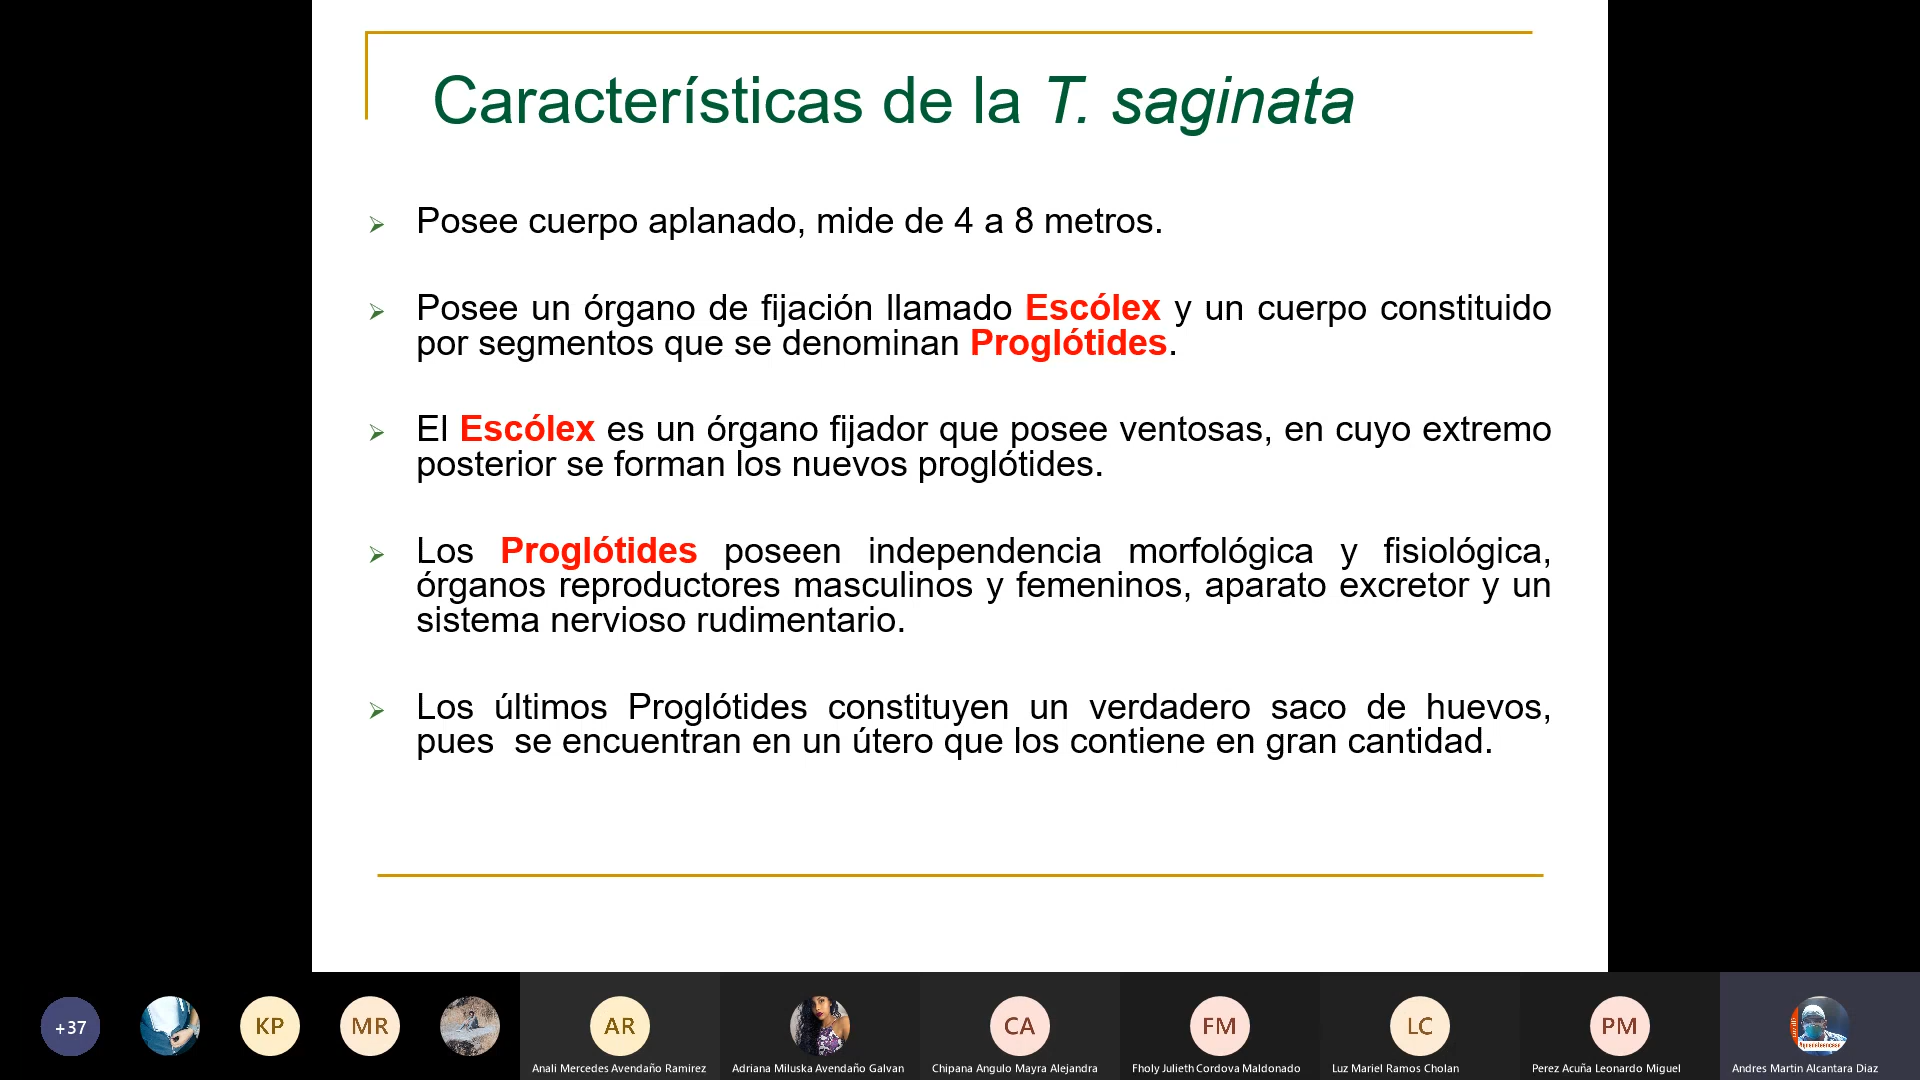 Características de la T. saginata
Posee cuerpo aplanado, mide de 4 a 8 metros.
Posee un órgano de fijación llamado Escólex y un cuerpo constituido
por segmentos que se denominan Proglótides.
El Escólex es un órgano fijador que posee ventosas, en cuyo extremo
posterior se forman los nuevos proglótides.
Los Proglótides poseen independencia morfológica y fisiológica,
órganos reproductores masculinos y femeninos, aparato excretor y un
sistema nervioso rudimentario.
Los últimos Proglótides constituyen un verdadero saco de huevos,
pues se encuentran en un útero que los contiene en gran cantidad.
+37
KP
MR
AR
CA
FM
LC
PM
Anali Mercedes Avendaño Ramirez
Adriana Miluska Avendaño Galvan
Chipana Angulo Mayra Alejandra
Fholy Julieth Cordova Maldonado
Luz Mariel Ramos Cholan
Perez Acuña Leonardo Miguel
Andres Martin Alcantara Diaz